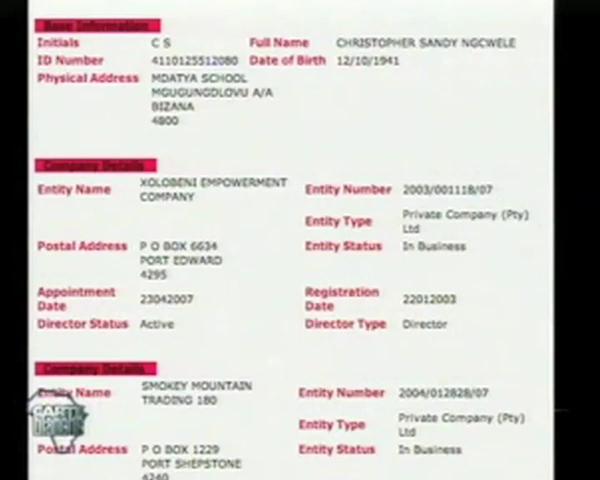 Base Information
Initials C S Full Name CHRISTOPHER SANDY NGCWELE
ID Number 4110125512080 Date of Birth 12/10/1941
Physical Address MDATYA SCHOOL
MGUGUNGDLOVU A/A
BIZANA
4800
Company Details
Entity Name XOLOBENI EMPOWERMENT COMPANY Entity Number 2003/001118/07
Entity Type Private Company (Pty) Ltd
Postal Address P O BOX 6634 Entity Status In Business
PORT EDWARD
4295
Appointment Date 23042007 Registration Date 22012003
Director Status Active Director Type Director
Company Details
Entity Name SMOKEY MOUNTAIN TRADING 180 Entity Number 2004/012828/07
Entity Type Private Company (Pty) Ltd
Postal Address P O BOX 1229 Entity Status In Business
PORT SHEPSTONE
4240